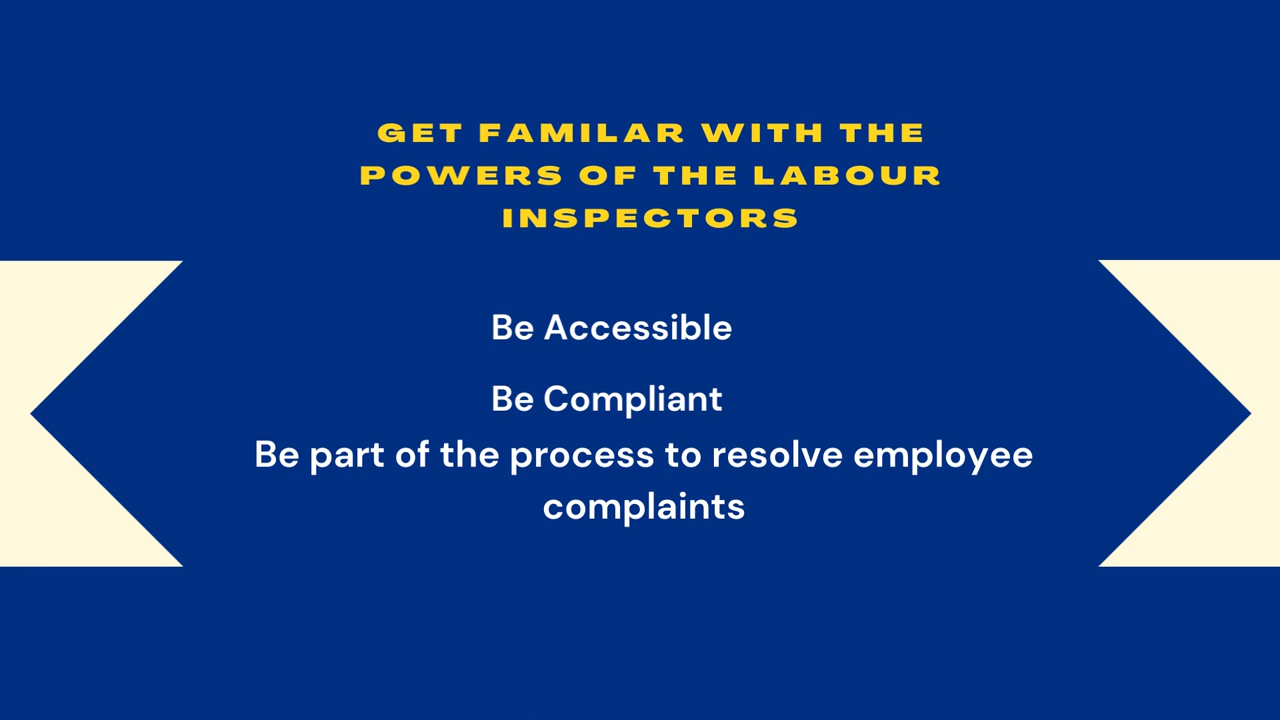 GET FAMILAR WITH THE
POWERS OF THE LABOUR
INSPECTORS
Be Accessible
Be Compliant
Be part of the process to resolve employee
complaints